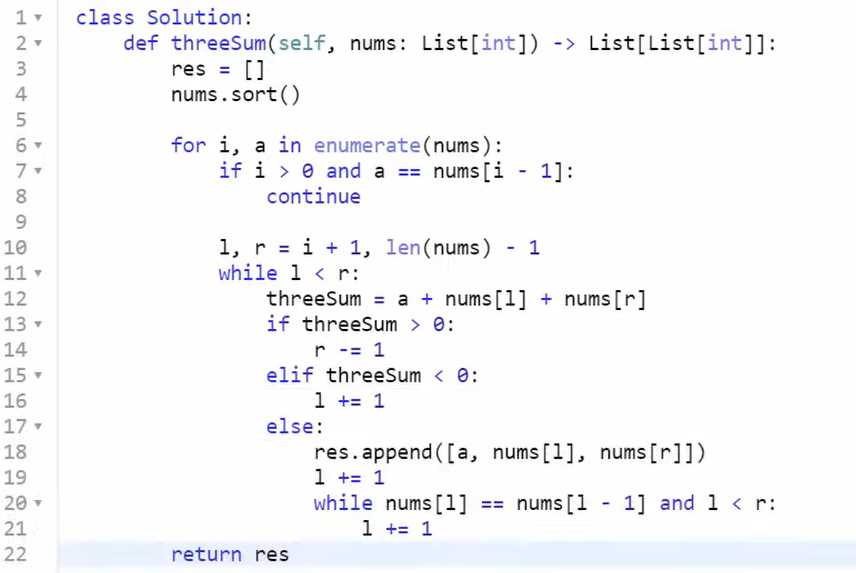 1 class Solution:
2     def threeSum(self, nums: List[int]) -> List[List[int]]:
3         res = []
4         nums.sort()
5
6         for i, a in enumerate(nums):
7             if i > 0 and a == nums[i - 1]:
8                 continue
9
10             l, r = i + 1, len(nums) - 1
11             while l < r:
12                 threeSum = a + nums[l] + nums[r]
13                 if threeSum > 0:
14                     r -= 1
15                 elif threeSum < 0:
16                     l += 1
17                 else:
18                     res.append([a, nums[l], nums[r]])
19                     l += 1
20                     while nums[l] == nums[l - 1] and l < r:
21                         l += 1
22         return res